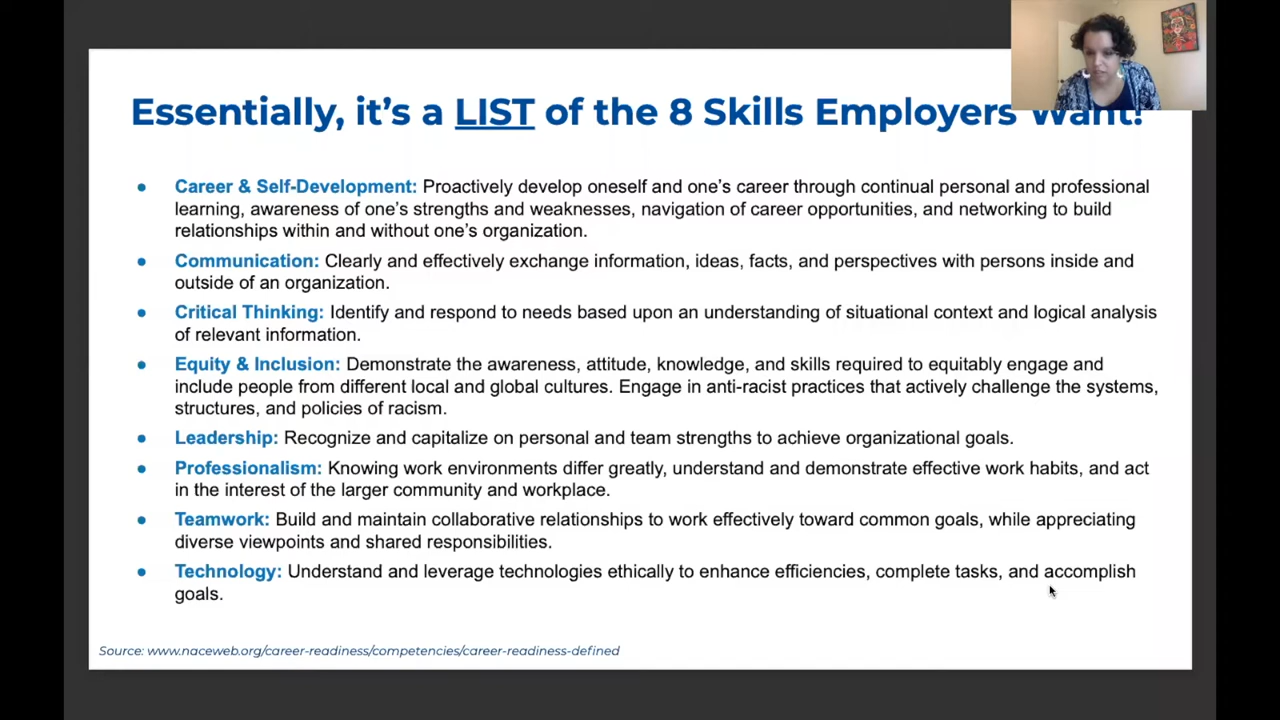 Essentially, it's a LIST of the 8 Skills Employers Want!
● Career & Self-Development: Proactively develop oneself and one's career through continual personal and professional
learning, awareness of one's strengths and weaknesses, navigation of career opportunities, and networking to build
relationships within and without one's organization.
● Communication: Clearly and effectively exchange information, ideas, facts, and perspectives with persons inside and
outside of an organization.
● Critical Thinking: Identify and respond to needs based upon an understanding of situational context and logical analysis
of relevant information.
● Equity & Inclusion: Demonstrate the awareness, attitude, knowledge, and skills required to equitably engage and
include people from different local and global cultures. Engage in anti-racist practices that actively challenge the systems,
structures, and policies of racism.
● Leadership: Recognize and capitalize on personal and team strengths to achieve organizational goals.
● Professionalism: Knowing work environments differ greatly, understand and demonstrate effective work habits, and act
in the interest of the larger community and workplace.
● Teamwork: Build and maintain collaborative relationships to work effectively toward common goals, while appreciating
diverse viewpoints and shared responsibilities.
● Technology: Understand and leverage technologies ethically to enhance efficiencies, complete tasks, and accomplish
goals.
Source: www.naceweb.org/career-readiness/competencies/career-readiness-defined